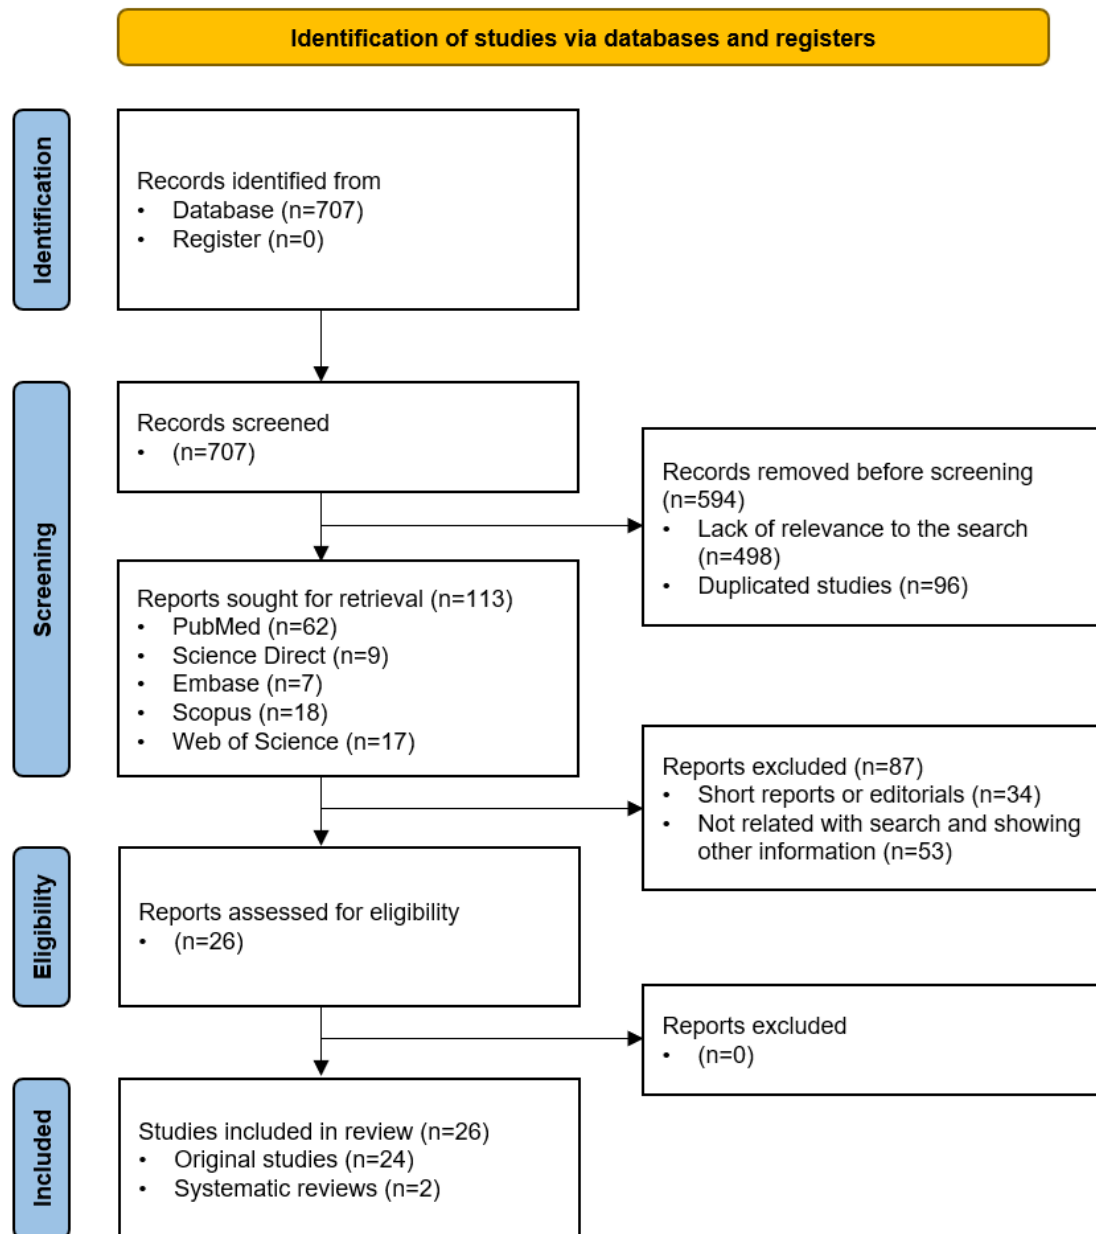 Identification of studies via databases and registers
Identification
Records identified from
• Database (n=707)
• Register (n=0)
Screening
Records screened
• (n=707)
Records removed before screening
(n=594)
• Lack of relevance to the search
(n=498)
• Duplicated studies (n=96)
Reports sought for retrieval (n=113)
• PubMed (n=62)
• Science Direct (n=9)
• Embase (n=7)
• Scopus (n=18)
• Web of Science (n=17)
Reports excluded (n=87)
• Short reports or editorials (n=34)
• Not related with search and showing
other information (n=53)
Eligibility
Reports assessed for eligibility
• (n=26)
Reports excluded
• (n=0)
Included
Studies included in review (n=26)
• Original studies (n=24)
• Systematic reviews (n=2)